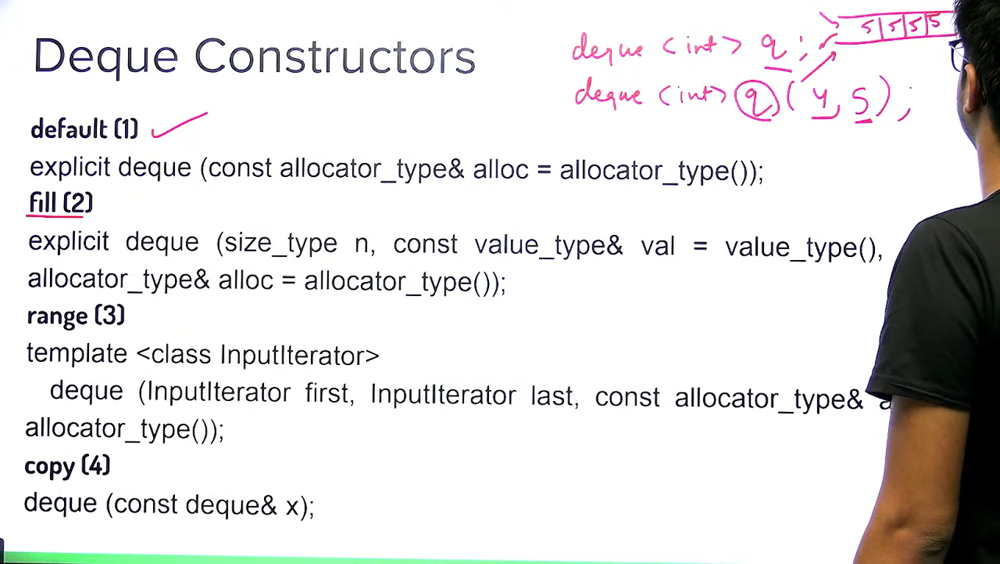 Deque Constructors
deque <int> q ;
5 5 5 5
deque <int> q ( 4, 5 ) ;
default (1)
explicit deque (const allocator_type& alloc = allocator_type());
fill (2)
explicit deque (size_type n, const value_type& val = value_type(),
allocator_type& alloc = allocator_type());
range (3)
template <class InputIterator>
deque (InputIterator first, InputIterator last, const allocator_type& a
allocator_type());
copy (4)
deque (const deque& x);